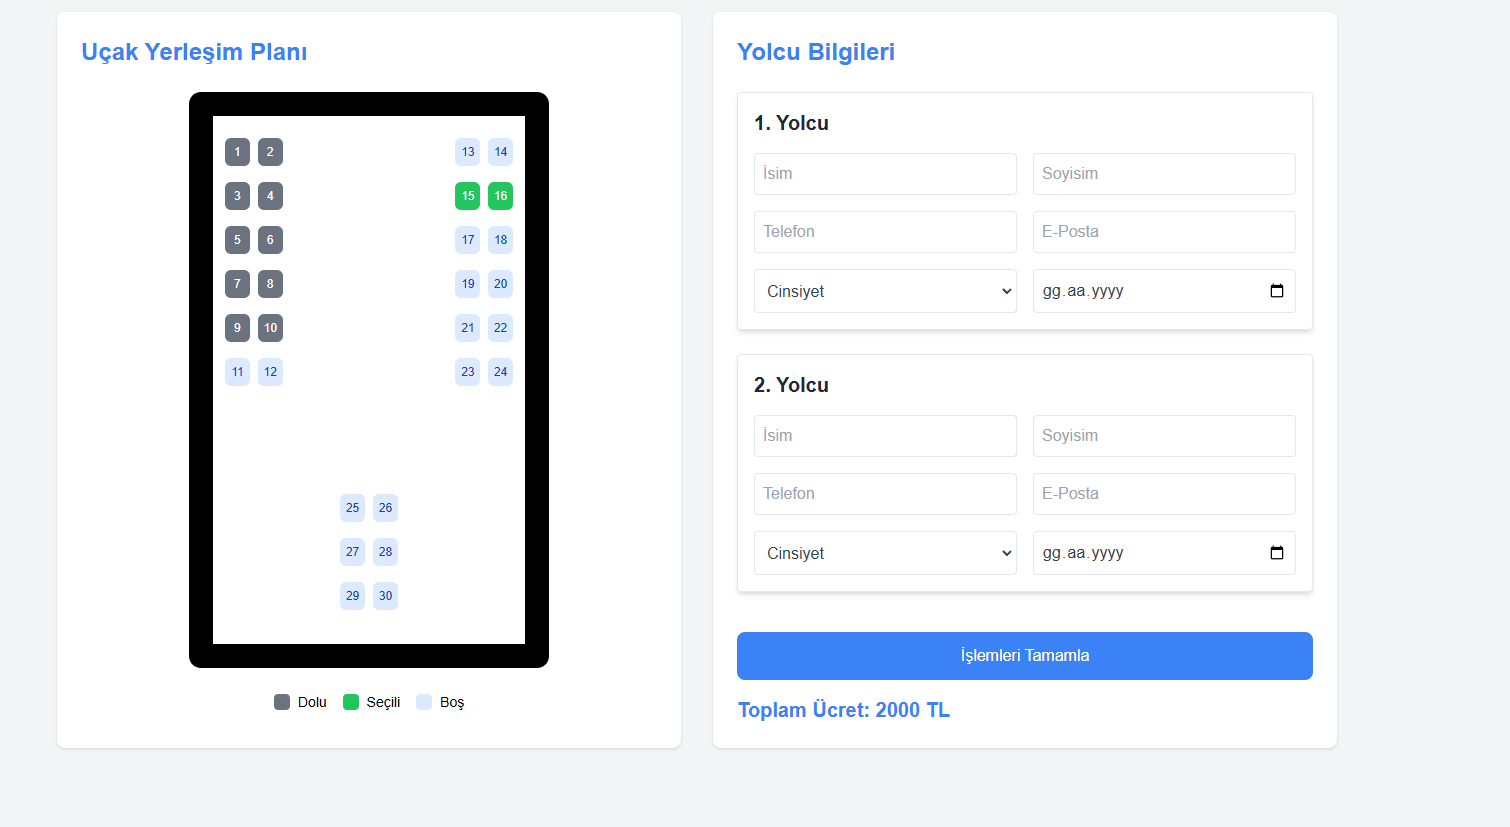 Uçak Yerleşim Planı
1 2 13 14
3 4 15 16
5 6 17 18
7 8 19 20
9 10 21 22
11 12 23 24
25 26
27 28
29 30
Dolu Seçili Boş
Yolcu Bilgileri
1. Yolcu
İsim Soyisim
Telefon E-Posta
Cinsiyet gg.aa.yyyy
2. Yolcu
İsim Soyisim
Telefon E-Posta
Cinsiyet gg.aa.yyyy
İşlemleri Tamamla
Toplam Ücret: 2000 TL